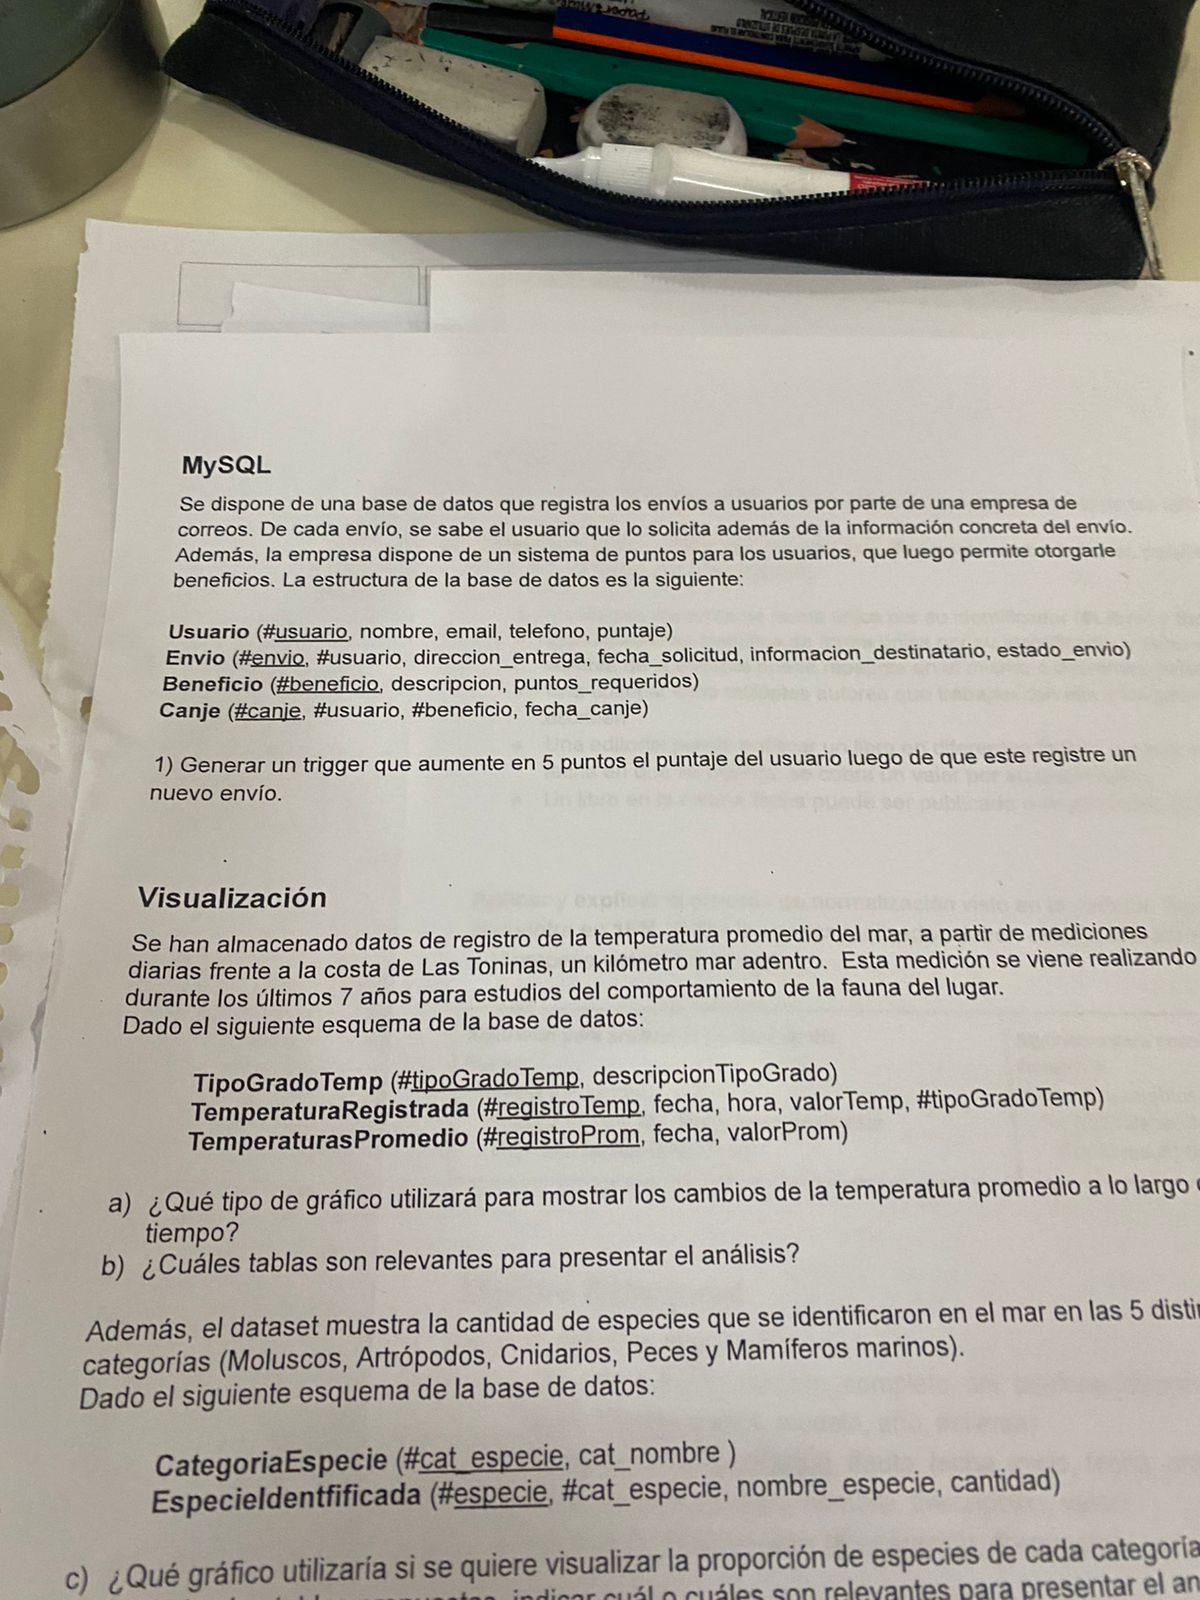 MySQL
Se dispone de una base de datos que registra los envíos a usuarios por parte de una empresa de
correos. De cada envío, se sabe el usuario que lo solicita además de la información concreta del envío.
Además, la empresa dispone de un sistema de puntos para los usuarios, que luego permite otorgarle
beneficios. La estructura de la base de datos es la siguiente:
Usuario (#usuario, nombre, email, telefono, puntaje)
Envio (#envio, #usuario, direccion_entrega, fecha_solicitud, informacion_destinatario, estado_envio)
Beneficio (#beneficio, descripcion, puntos_requeridos)
Canje (#canje, #usuario, #beneficio, fecha_canje)
1) Generar un trigger que aumente en 5 puntos el puntaje del usuario luego de que este registre un
nuevo envío.
Visualización
Se han almacenado datos de registro de la temperatura promedio del mar, a partir de mediciones
diarias frente a la costa de Las Toninas, un kilómetro mar adentro. Esta medición se viene realizando
durante los últimos 7 años para estudios del comportamiento de la fauna del lugar.
Dado el siguiente esquema de la base de datos:
TipoGradoTemp (#tipoGradoTemp, descripcionTipoGrado)
TemperaturaRegistrada (#registroTemp, fecha, hora, valorTemp, #tipoGradoTemp)
TemperaturasPromedio (#registroProm, fecha, valorProm)
a) ¿Qué tipo de gráfico utilizará para mostrar los cambios de la temperatura promedio a lo largo
tiempo?
b) ¿Cuáles tablas son relevantes para presentar el análisis?
Además, el dataset muestra la cantidad de especies que se identificaron en el mar en las 5
categorías (Moluscos, Artrópodos, Cnidarios, Peces y Mamíferos marinos).
Dado el siguiente esquema de la base de datos:
CategoriaEspecie (#cat_especie, cat_nombre )
EspecieIdentfificada (#especie, #cat_especie, nombre_especie, cantidad)
c) ¿Qué gráfico utilizaría si se quiere visualizar la proporción de especies de cada categoría
indicar cuál o cuáles son relevantes para presentar el